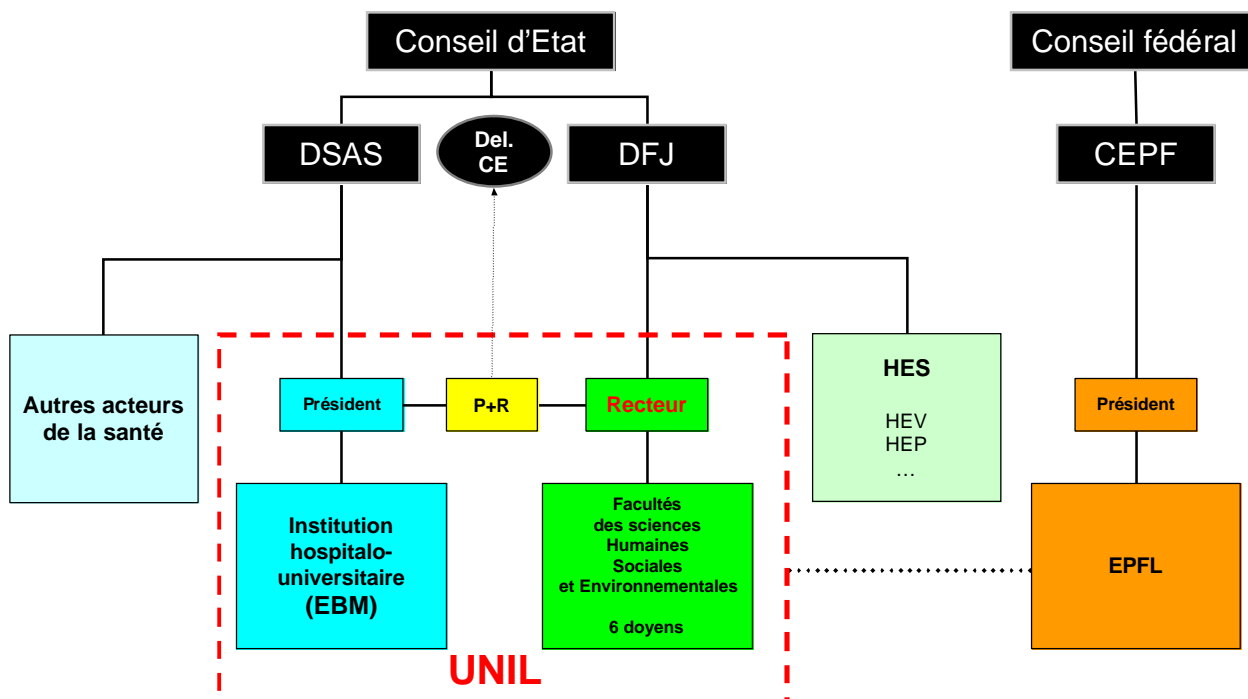 Conseil d’Etat
Conseil fédéral
DSAS
Del.
CE
DFJ
CEPF
Autres acteurs
de la santé
Président
P+R
Recteur
HES
HEV
HEP
…
Président
Institution
hospitalo-
universitaire
(EBM)
Facultés
des sciences
Humaines
Sociales
et Environnementales
6 doyens
EPFL
UNIL